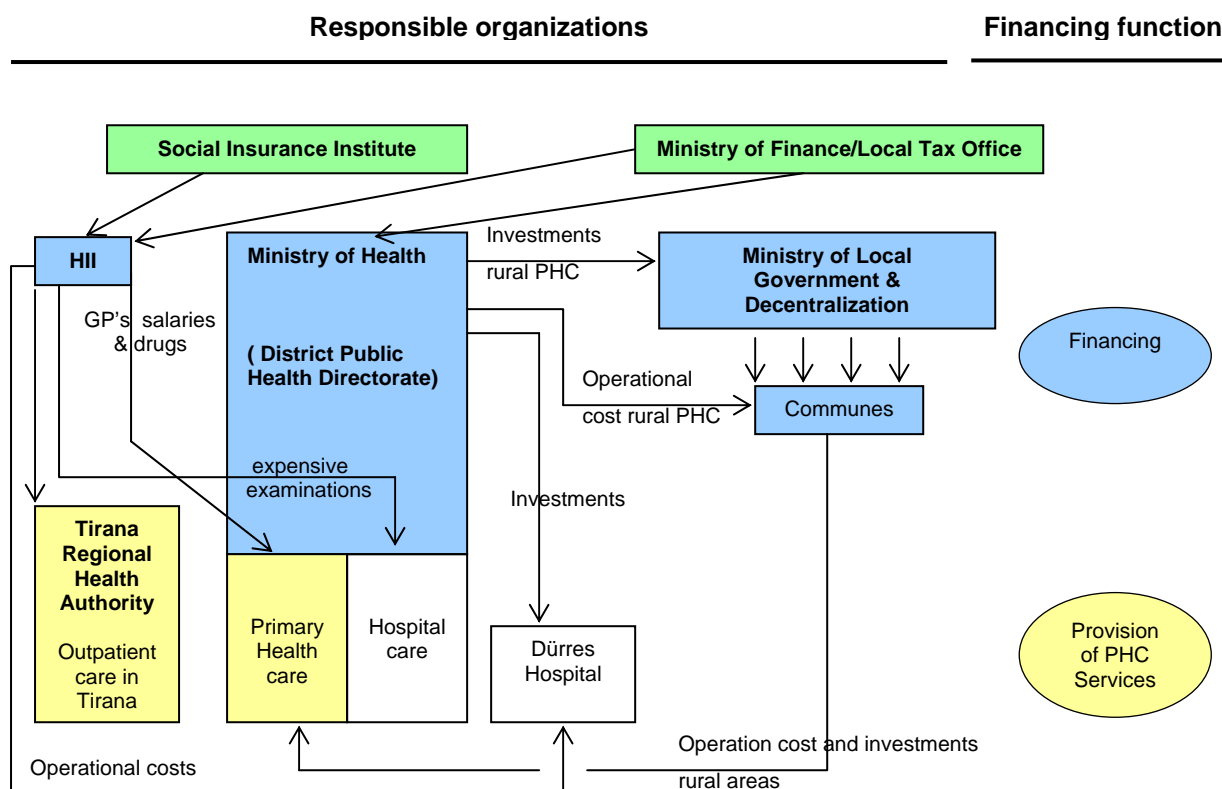 Responsible organizations
Financing function
Social Insurance Institute
Ministry of Finance/Local Tax Office
HII
Ministry of Health
( District Public
Health Directorate)
Investments
rural PHC
Ministry of Local
Government &
Decentralization
GP's salaries
& drugs
Financing
Operational
cost rural PHC
Communes
expensive
examinations
Investments
Tirana
Regional
Health
Authority
Outpatient
care in
Tirana
Primary
Health
care
Hospital
care
Dürres
Hospital
Provision
of PHC
Services
Operational costs
Operation cost and investments
rural areas